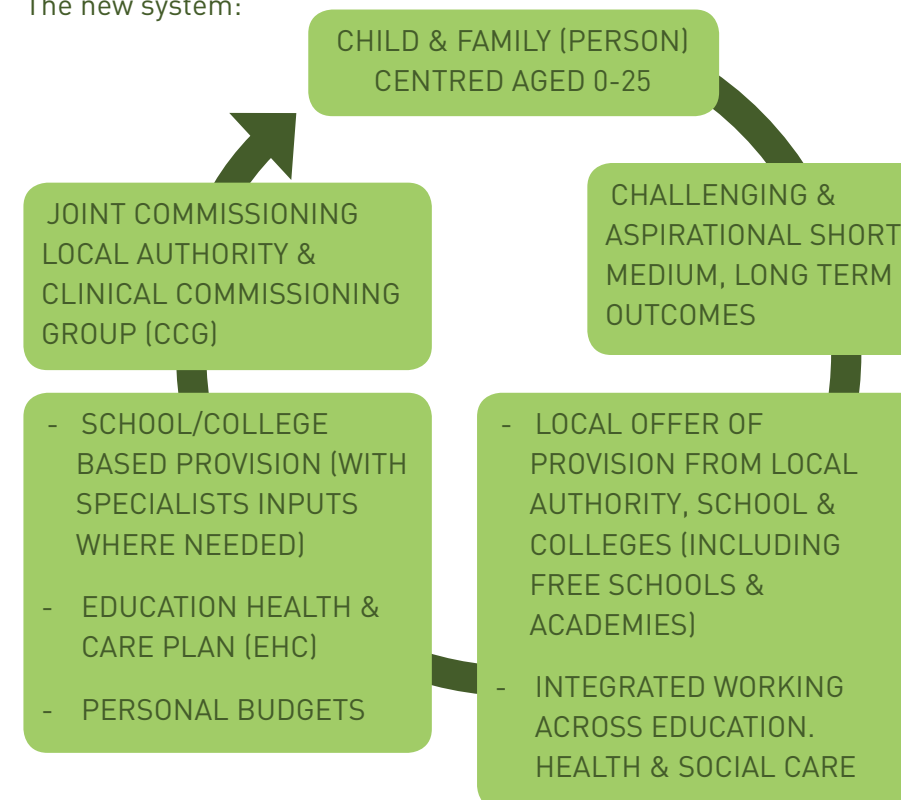 The new system:
CHILD & FAMILY (PERSON)
CENTRED AGED 0-25
CHALLENGING &
ASPIRATIONAL SHORT
MEDIUM, LONG TERM
OUTCOMES
- LOCAL OFFER OF
PROVISION FROM LOCAL
AUTHORITY, SCHOOL &
COLLEGES (INCLUDING
FREE SCHOOLS &
ACADEMIES)
- INTEGRATED WORKING
ACROSS EDUCATION.
HEALTH & SOCIAL CARE
- SCHOOL/COLLEGE
BASED PROVISION (WITH
SPECIALISTS INPUTS
WHERE NEEDED)
- EDUCATION HEALTH &
CARE PLAN (EHC)
- PERSONAL BUDGETS
JOINT COMMISSIONING
LOCAL AUTHORITY &
CLINICAL COMMISSIONING
GROUP (CCG)